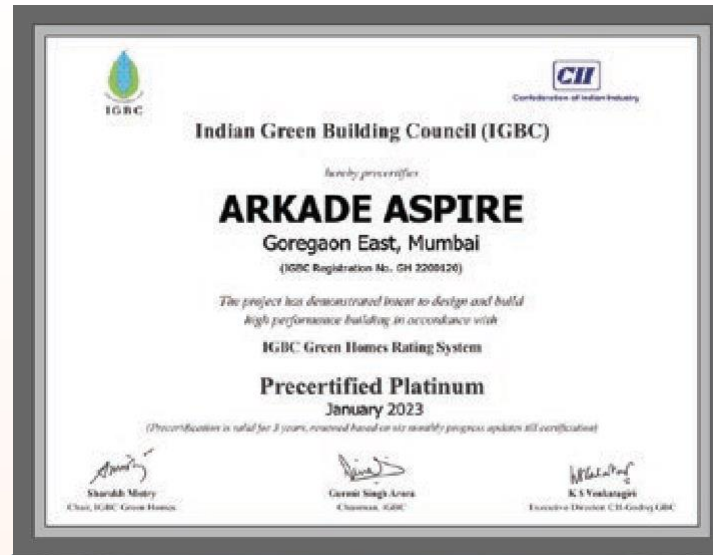 IGBC
CII
Confederation of Indian Industry
Indian Green Building Council (IGBC)
hereby precertifies
ARKADE ASPIRE
Goregaon East, Mumbai
(IGBC Registration No. GH 2200120)
The project has demonstrated intent to design and build
high performance building in accordance with
IGBC Green Homes Rating System
Precertified Platinum
January 2023
(Precertification is valid for 3 years, renewed based on six monthly progress updates till certification)
Sharukh Mistry
Gurmit Singh Arora
K S Venkatagiri
Chair, IGBC Green Homes
Chairman, IGBC
Executive Director, CII-Godrej GBC